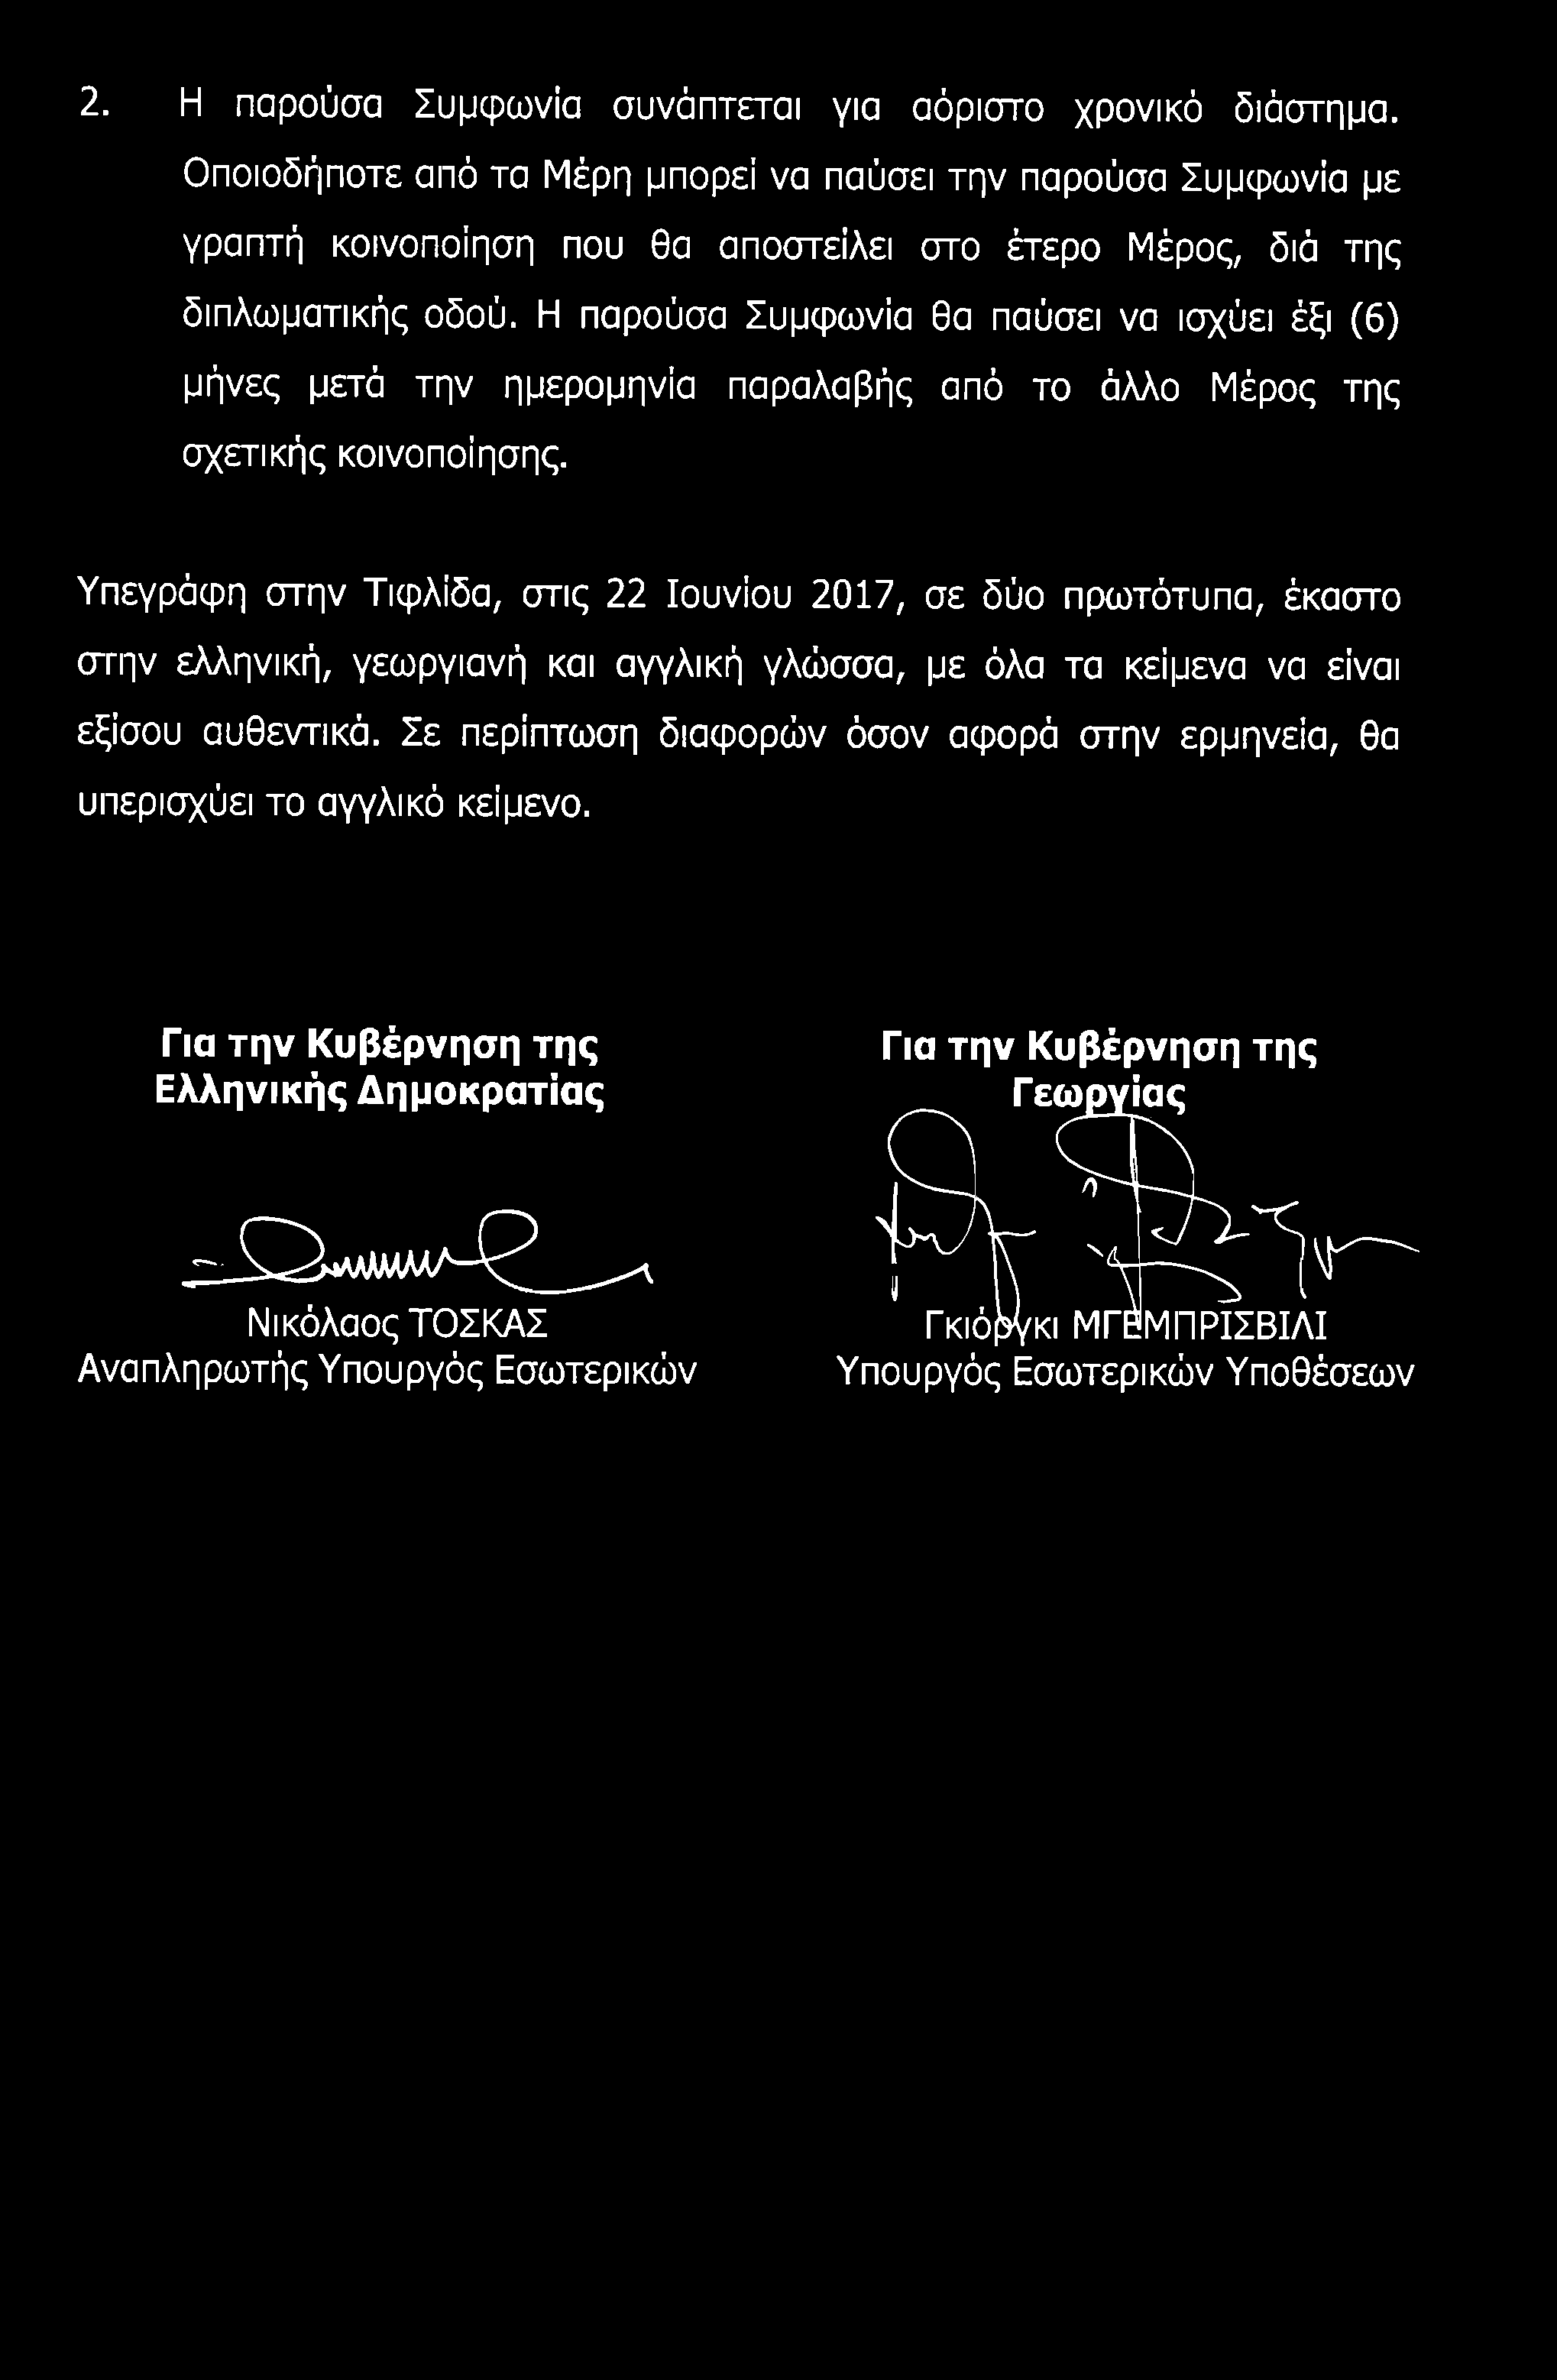 2. Η παρούσα Συμφωνία συνάπτεται για αόριστο χρονικό διάστημα.
Οποιοδήποτε από τα Μέρη μπορεί να παύσει την παρούσα Συμφωνία με
γραπτή κοινοποίηση που θα αποστείλει στο έτερο Μέρος, διά της
διπλωματικής οδού. Η παρούσα Συμφωνία θα παύσει να ισχύει έξι (6)
μήνες μετά την ημερομηνία παραλαβής από το άλλο Μέρος της
σχετικής κοινοποίησης.
Υπεγράφη στην Τιφλίδα, στις 22 Ιουνίου 2017, σε δύο πρωτότυπα, έκαστο
στην ελληνική, γεωργιανή και αγγλική γλώσσα, με όλα τα κείμενα να είναι
εξίσου αυθεντικά. Σε περίπτωση διαφορών όσον αφορά στην ερμηνεία, θα
υπερισχύει το αγγλικό κείμενο.
Για την Κυβέρνηση της
Ελληνικής Δημοκρατίας
Νικόλαος ΤΟΣΚΑΣ
Αναπληρωτής Υπουργός Εσωτερικών
Για την Κυβέρνηση της
Γεωργίας
Γκιόργκι ΜΓΕΜΠΡΙΣΒΙΛΙ
Υπουργός Εσωτερικών Υποθέσεων